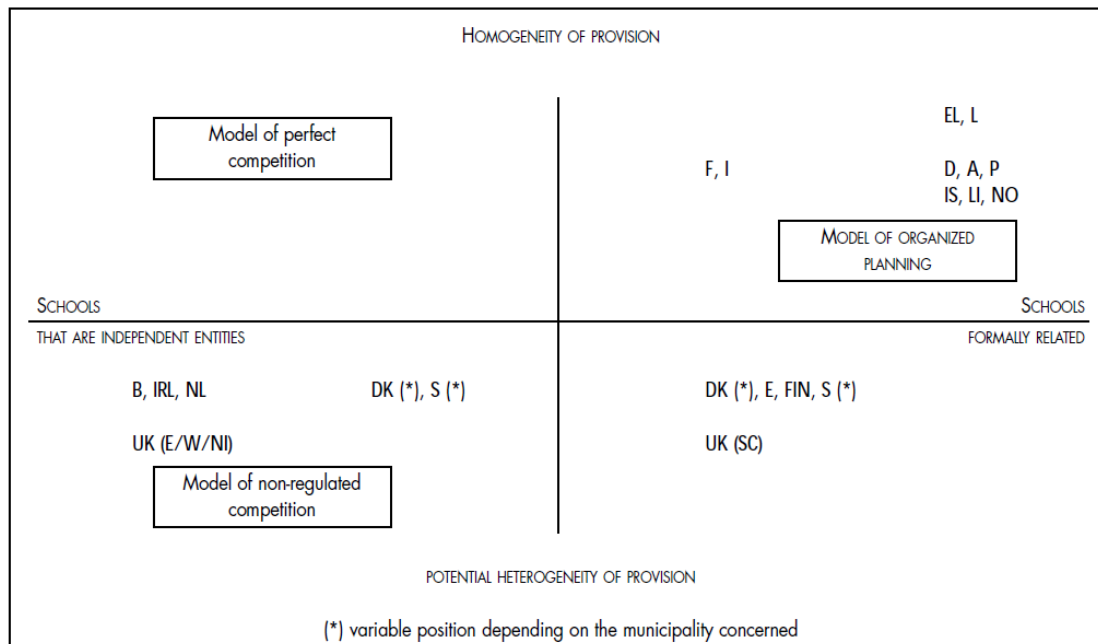 HOMOGENEITY OF PROVISION
Model of perfect
competition
EL, L
F, I
D, A, P
IS, LI, NO
MODEL OF ORGANIZED
PLANNING
SCHOOLS
SCHOOLS
THAT ARE INDEPENDENT ENTITIES
FORMALLY RELATED
B, IRL, NL
DK (*), S (*)
DK (*), E, FIN, S (*)
UK (E/W/NI)
UK (SC)
Model of non-regulated
competition
POTENTIAL HETEROGENEITY OF PROVISION
(*) variable position depending on the municipality concerned